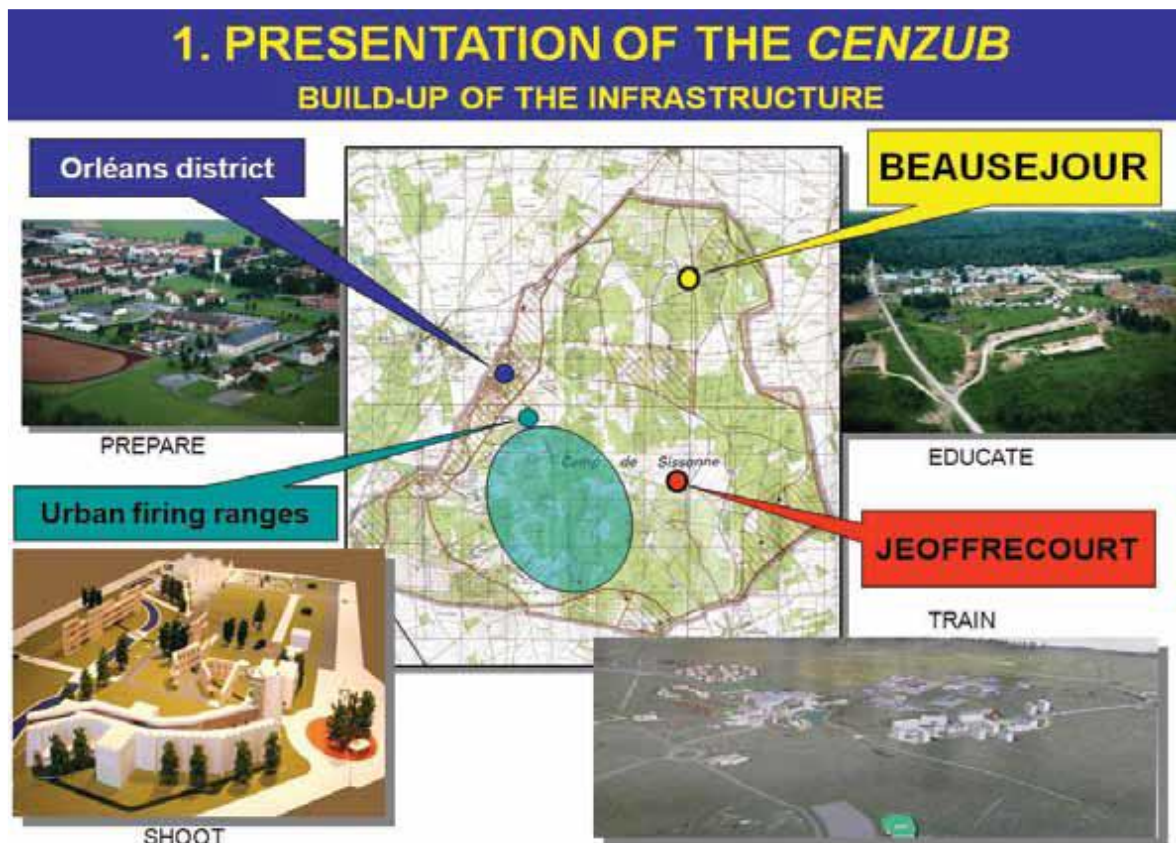 1. PRESENTATION OF THE CENZUB
BUILD-UP OF THE INFRASTRUCTURE
Orléans district
BEAUSEJOUR
PREPARE
EDUCATE
Camp de Sissonne
Urban firing ranges
JEOFFRECOURT
TRAIN
SHOOT